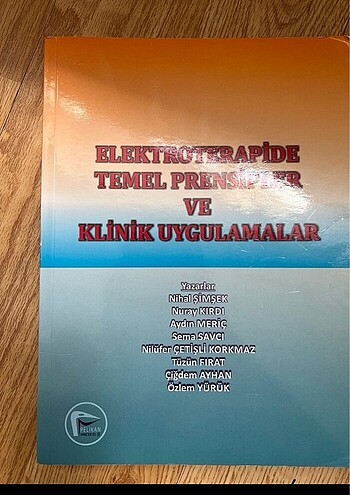 ELEKTROTERAPİDE
TEMEL PRENSİPLER
VE
KLİNİK UYGULAMALAR
Yazarlar
Nihal ŞİMŞEK
Nuray KIRDI
Aydın MERİÇ
Sema SAVCI
Nilüfer ÇETİŞLİ KORKMAZ
Tüzün FIRAT
Çiğdem AYHAN
Özlem YÜRÜK
PELİKAN